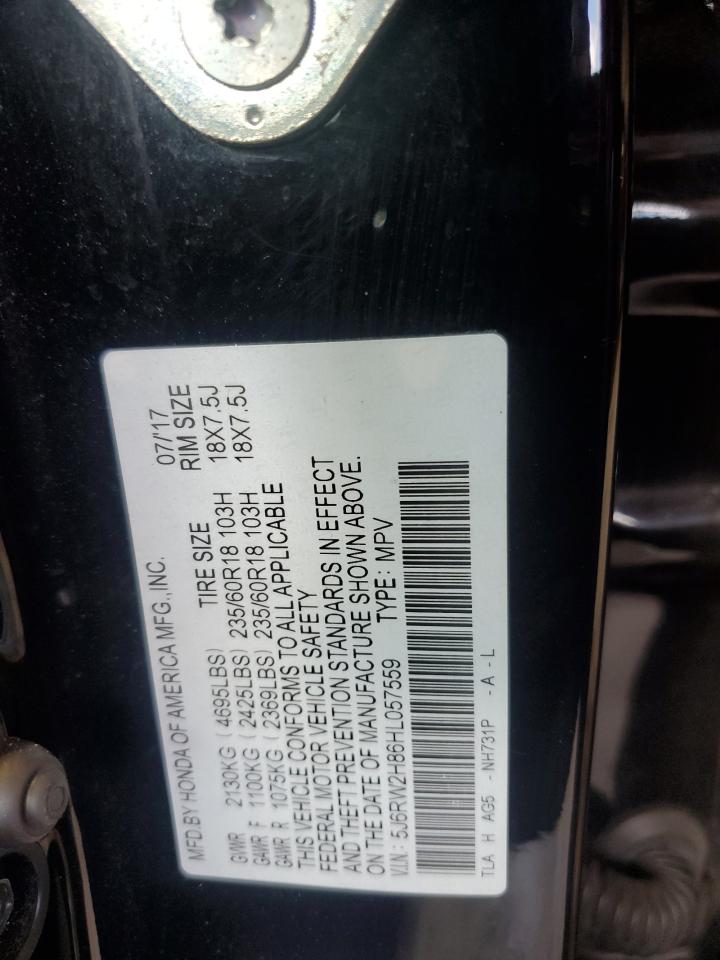 MFD.BY HONDA OF AMERICA MFG.,INC. 07/'17
TIRE SIZE RIM SIZE
GVWR 2130KG (4695LBS)
GAWR F 1100KG (2425LBS) 235/60R18 103H 18X7.5J
GAWR R 1075KG (2369LBS) 235/60R18 103H 18X7.5J
THIS VEHICLE CONFORMS TO ALL APPLICABLE
FEDERAL MOTOR VEHICLE SAFETY
AND THEFT PREVENTION STANDARDS IN EFFECT
ON THE DATE OF MANUFACTURE SHOWN ABOVE.
V.I.N.: 5J6RW2H86HL057559 TYPE: MPV
TLA H AG5 - NH731P - A - L